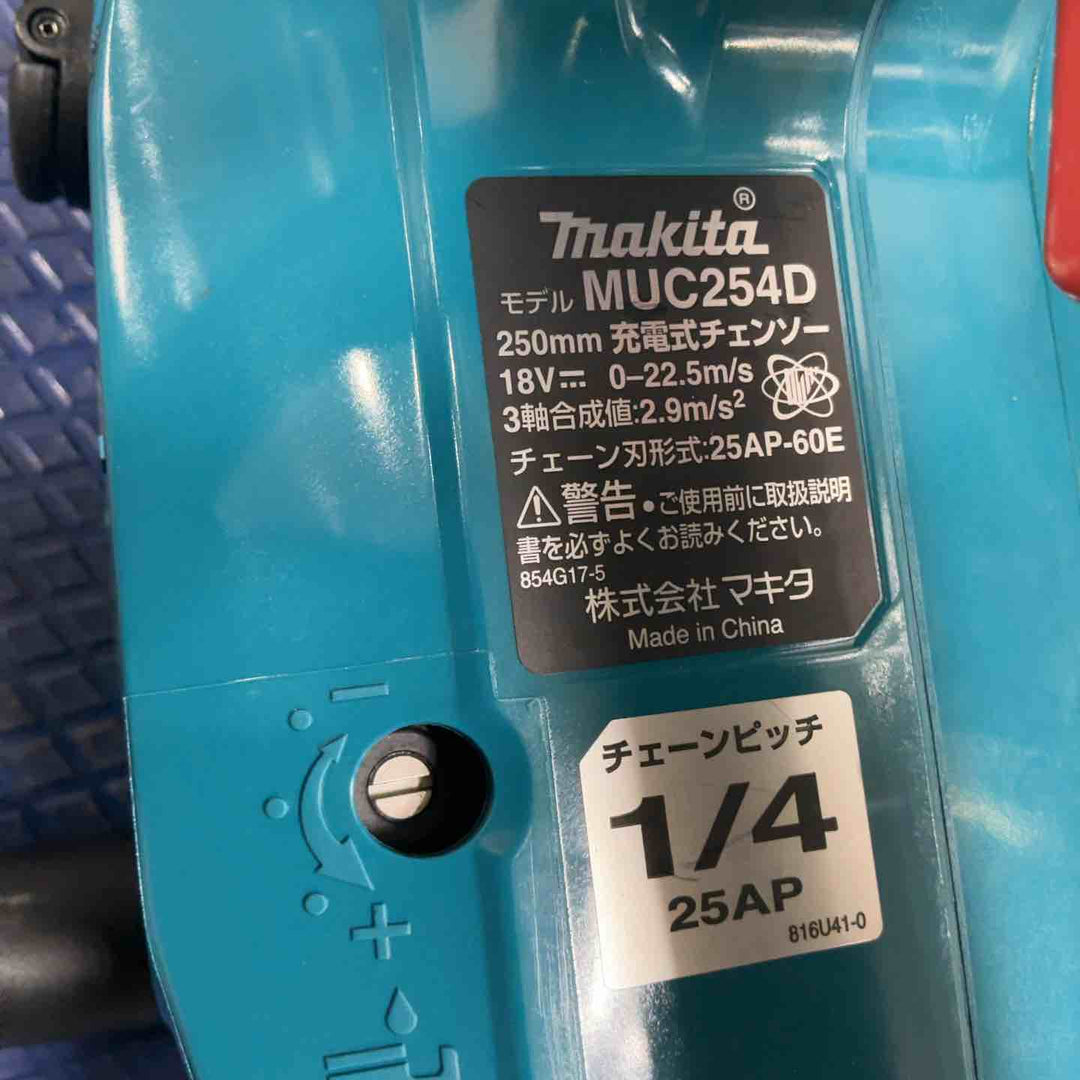 makita®
モデル MUC254D
250mm 充電式チェンソー
18V⎓ 0–22.5m/s
3軸合成値:2.9m/s²
チェーン刃形式:25AP-60E
⚠警告・ご使用前に取扱説明
書を必ずよくお読みください。
854G17-5
株式会社マキタ
Made in China
チェーンピッチ
1/4
25AP
816U41-0